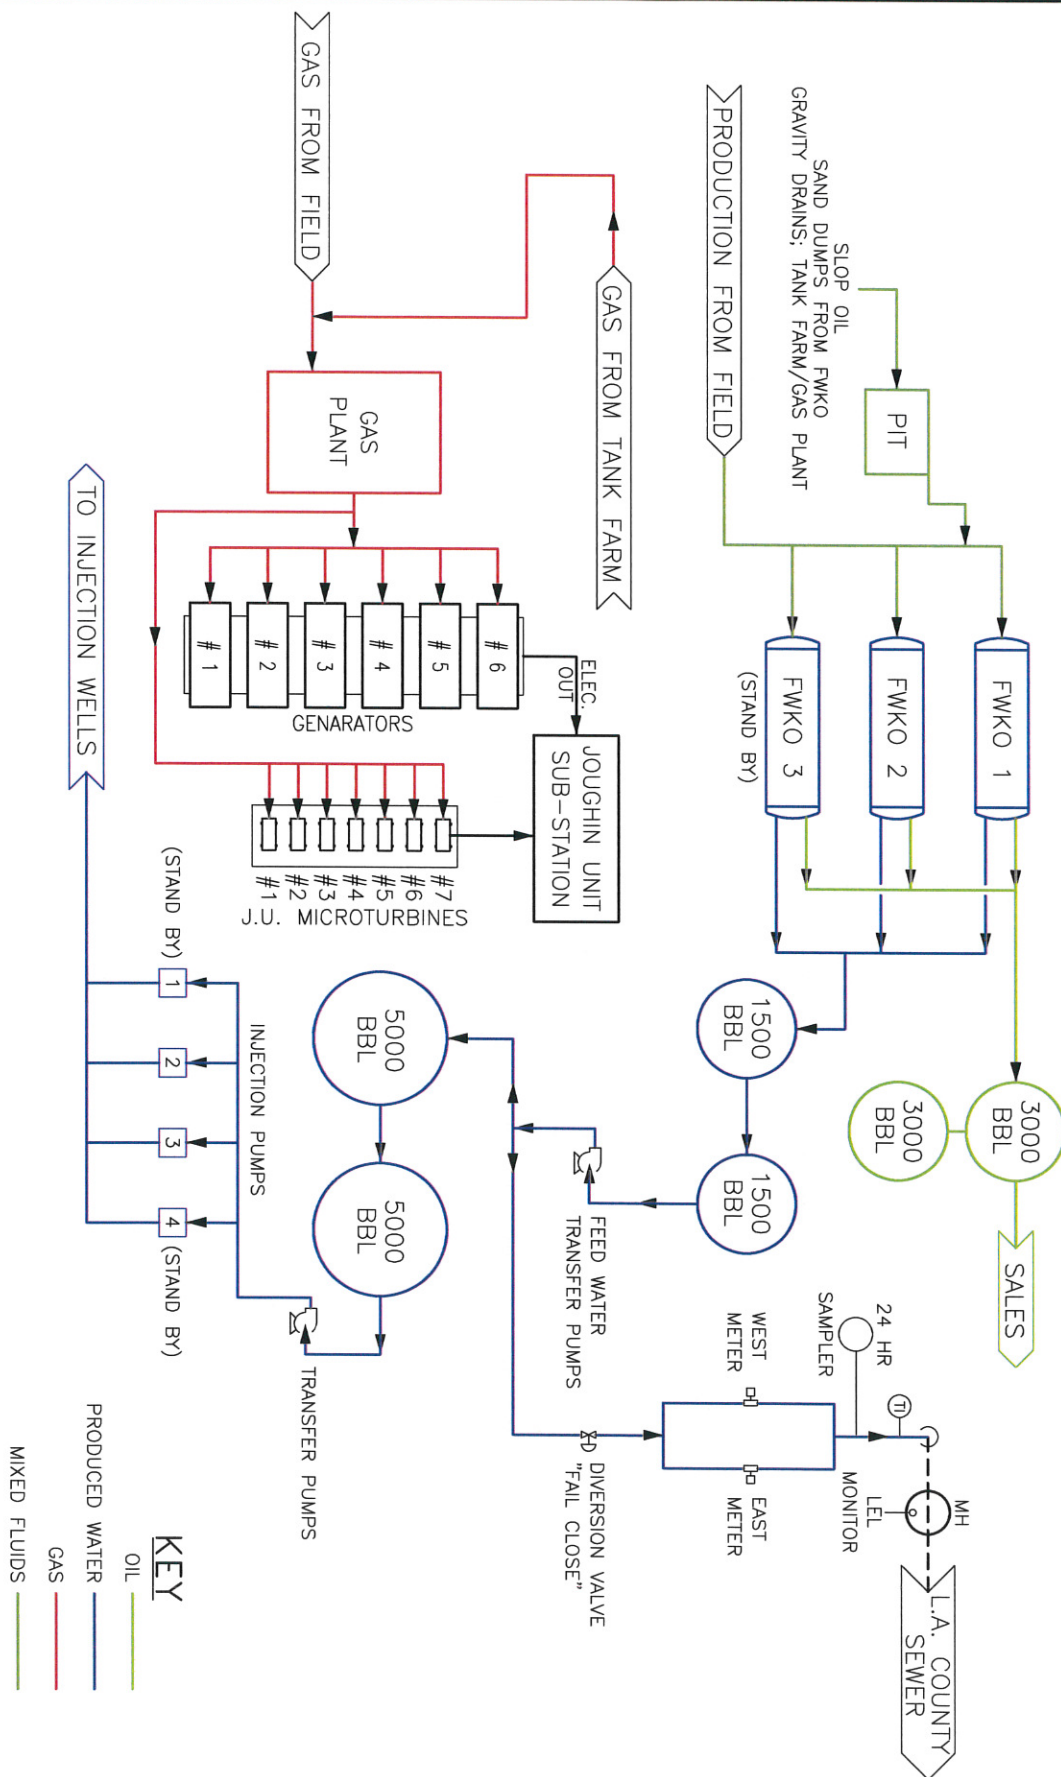 SLOP OIL
SAND DUMPS FROM FWKO
GRAVITY DRAINS; TANK FARM/GAS PLANT
PIT
PRODUCTION FROM FIELD
FWKO 1
FWKO 2
FWKO 3
(STAND BY)
3000
BBL
3000
BBL
SALES
1500
BBL
1500
BBL
FEED WATER
TRANSFER PUMPS
24 HR
SAMPLER
TI
WEST
METER
EAST
METER
DIVERSION VALVE
"FAIL CLOSE"
MH
LEL
MONITOR
L.A. COUNTY
SEWER
GAS FROM TANK FARM
GAS FROM FIELD
GAS
PLANT
# 6
# 5
# 4
# 3
# 2
# 1
GENARATORS
ELEC.
OUT
JOUGHIN UNIT
SUB-STATION
#7
#6
#5
#4
#3
#2
#1
J.U. MICROTURBINES
5000
BBL
5000
BBL
TRANSFER PUMPS
INJECTION PUMPS
1
2
3
4
(STAND BY)
(STAND BY)
TO INJECTION WELLS
KEY
OIL
PRODUCED WATER
GAS
MIXED FLUIDS